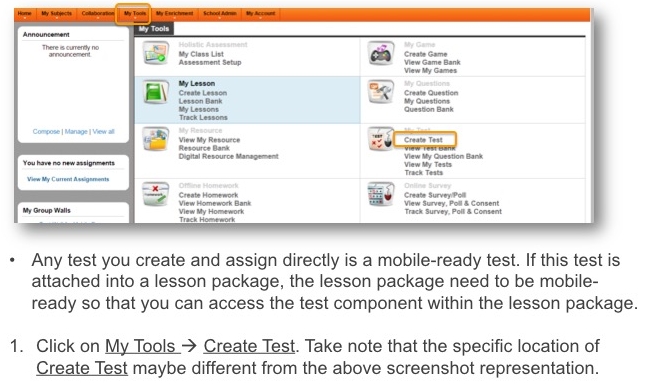 Home My Subjects Collaboration My Tools My Enrichment School Admin My Account
Announcement
There is currently no
announcement.
Compose | Manage | View all
You have no new assignments
View My Current Assignments
My Group Walls
My Tools
Holistic Assessment
My Class List
Assessment Setup
My Game
Create Game
View Game Bank
View My Games
My Lesson
Create Lesson
Lesson Bank
My Lessons
Track Lessons
My Questions
Create Question
My Questions
Question Bank
My Resource
View My Resource
Resource Bank
Digital Resource Management
My Test
Create Test
View Test Bank
View My Question Bank
View My Tests
Track Tests
Offline Homework
Create Homework
View Homework Bank
View My Homework
Track Homework
Online Survey
Create Survey/Poll
View Survey, Poll & Consent
Track Survey, Poll & Consent
• Any test you create and assign directly is a mobile-ready test. If this test is
attached into a lesson package, the lesson package need to be mobile-
ready so that you can access the test component within the lesson package.
1. Click on My Tools → Create Test. Take note that the specific location of
Create Test maybe different from the above screenshot representation.